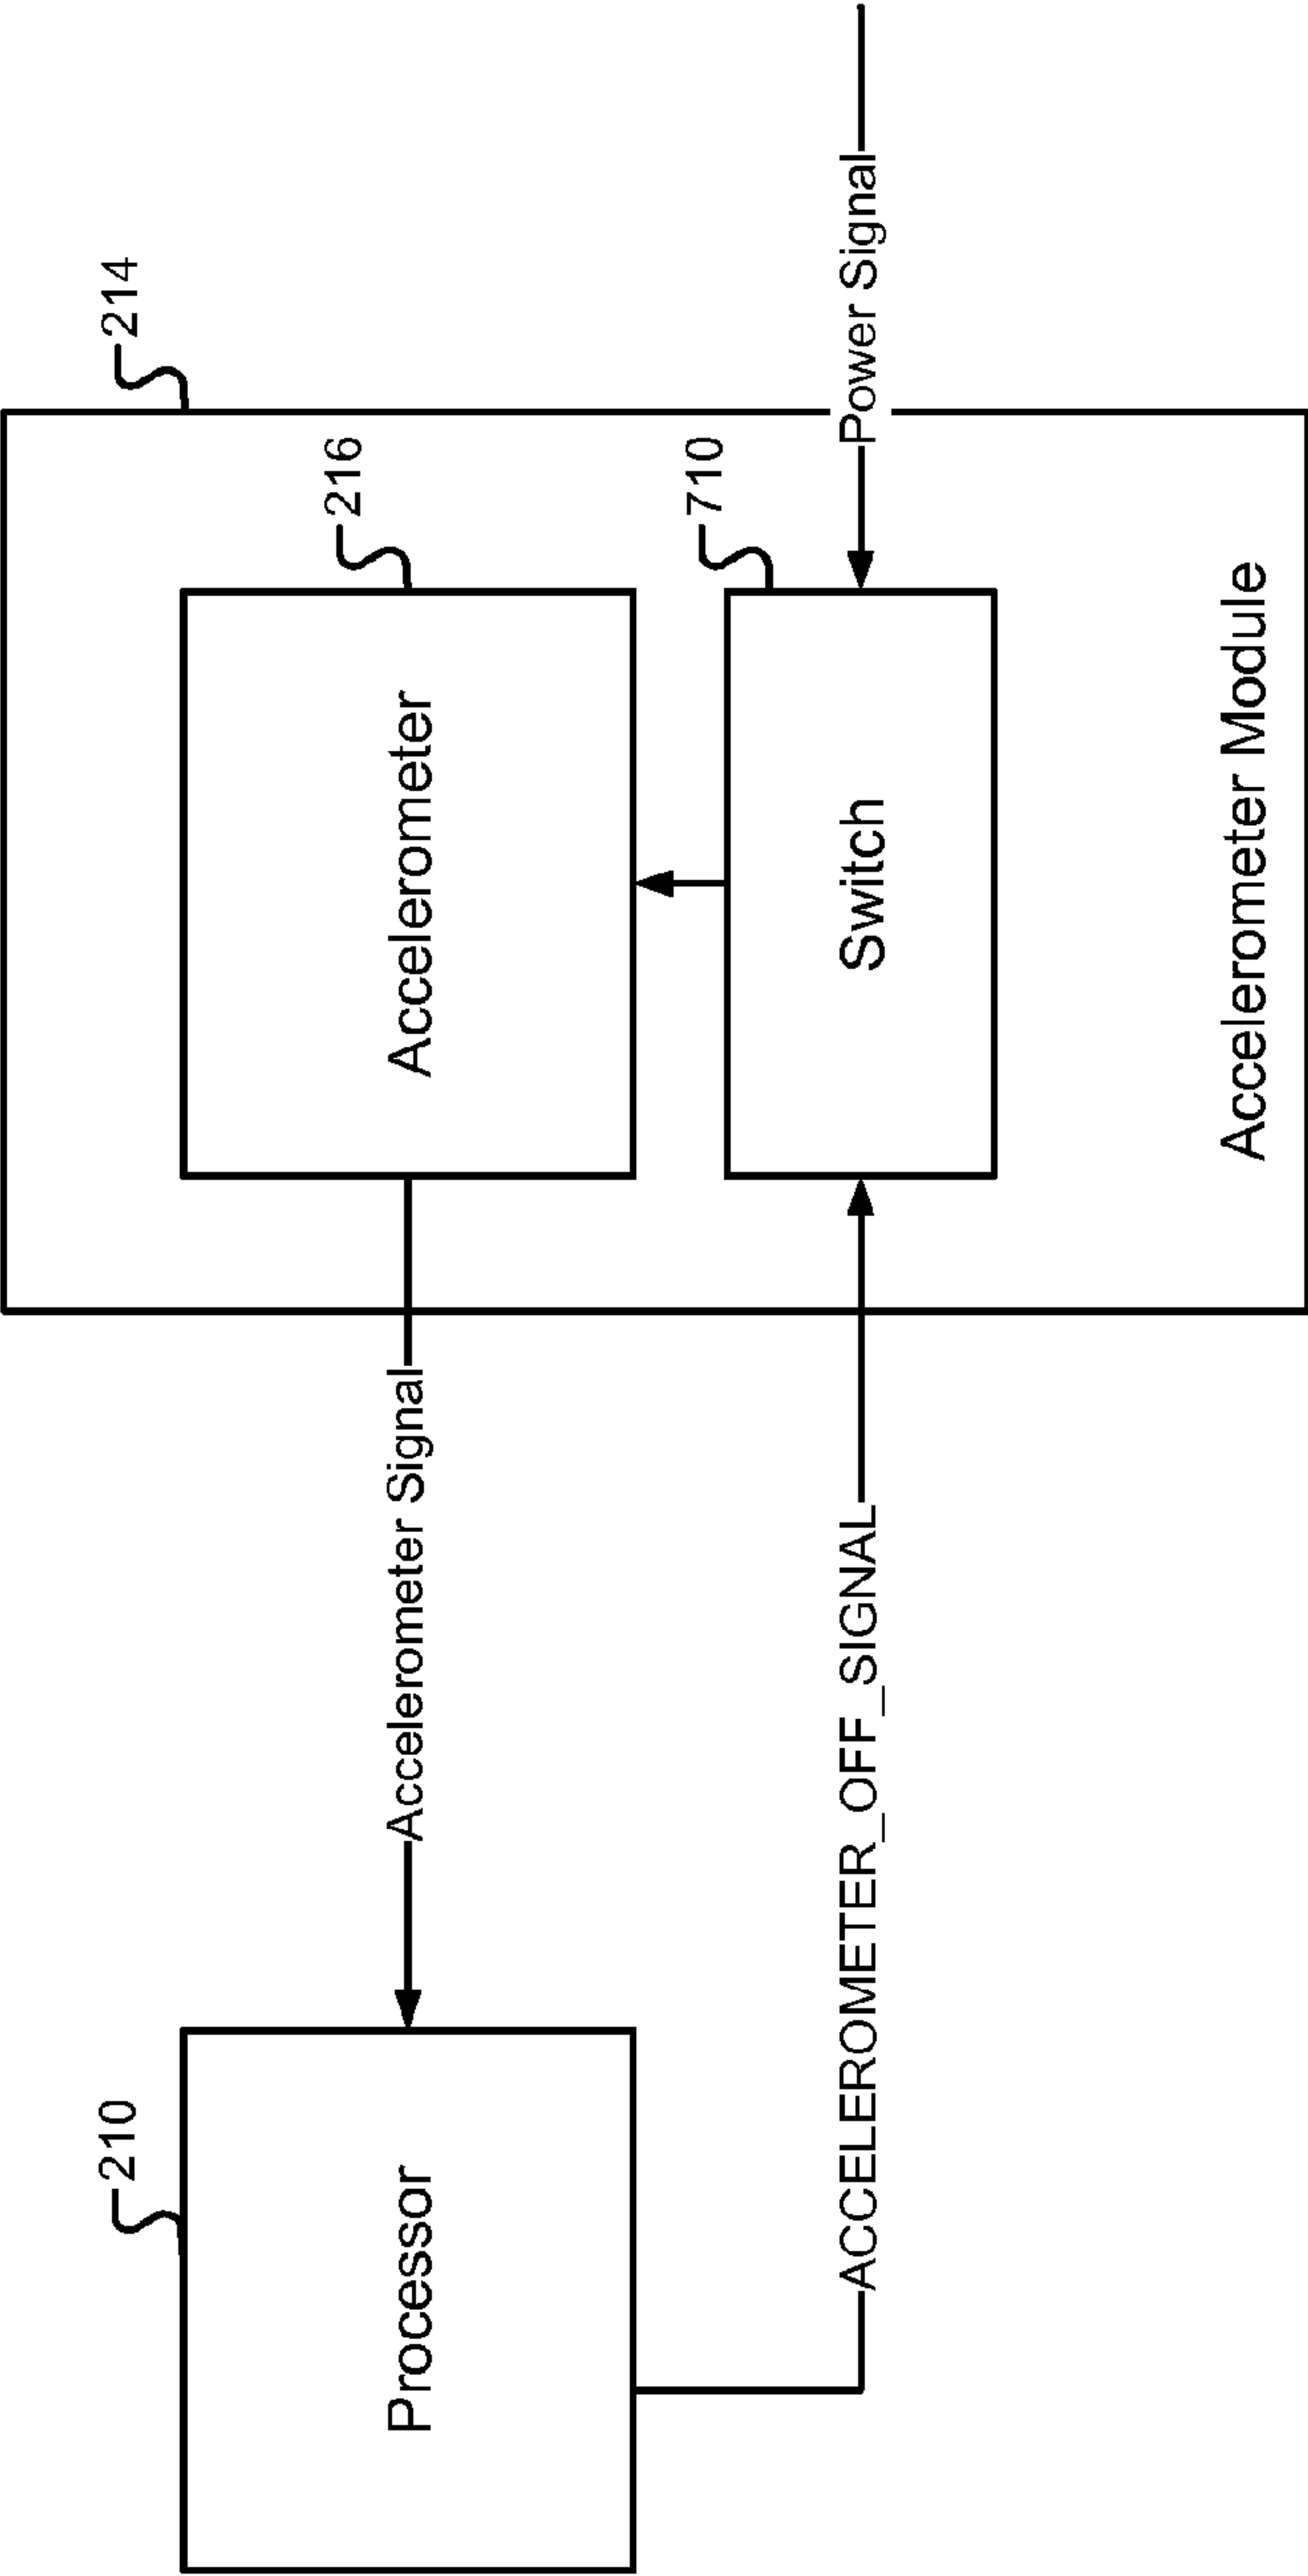 210
Processor
Accelerometer Signal
ACCELEROMETER_OFF_SIGNAL
214
216
Accelerometer
710
Switch
Power Signal
Accelerometer Module